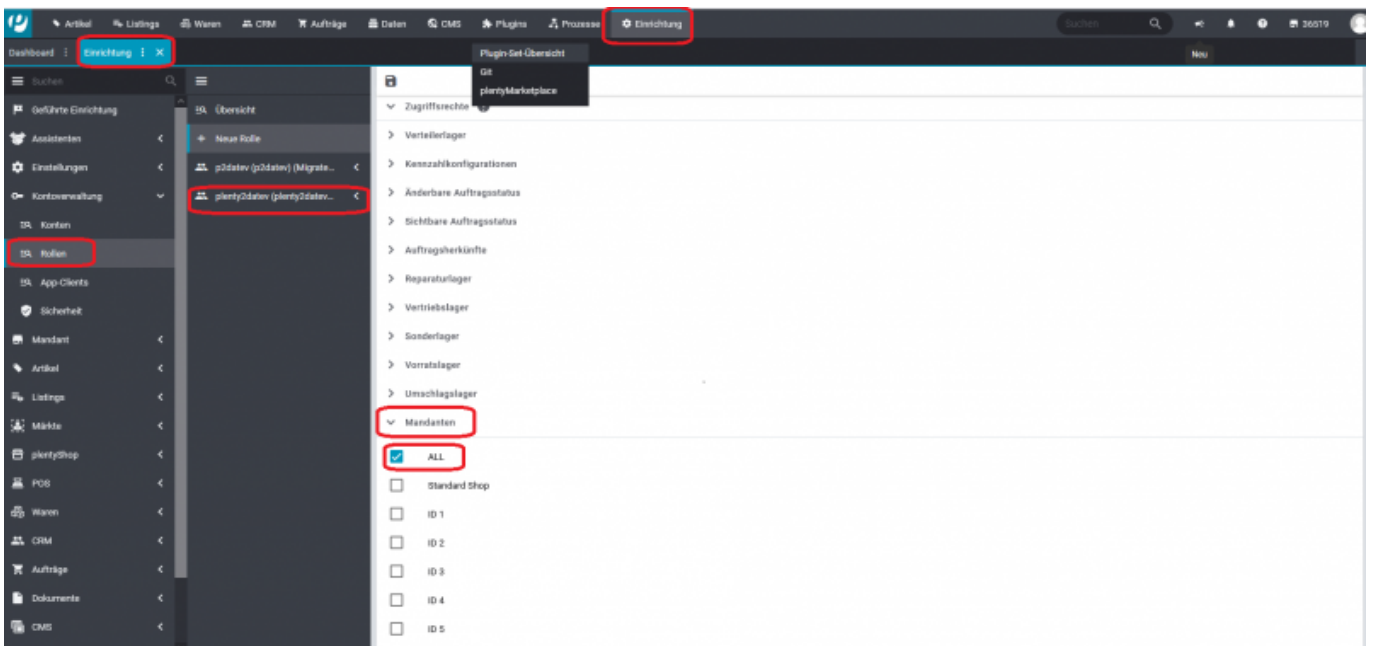 Artikel Listings Waren CRM Aufträge Daten CMS Plugins Prozesse Einrichtung Suchen 36519
Dashboard Einrichtung
Plugin-Set-Übersicht
Neu
Git
plentyMarketplace
Suchen
Geführte Einrichtung
Assistenten
Einstellungen
Kontoverwaltung
Konten
Rollen
App-Clients
Sicherheit
Mandant
Artikel
Listings
Märkte
plentyShop
POS
Waren
CRM
Aufträge
Dokumente
CMS
Übersicht
+ Neue Rolle
p2datev (p2datev) (Migrate...
plenty2datev (plenty2datev...
Zugriffsrechte
Verteilerlager
Kennzahlkonfigurationen
Änderbare Auftragsstatus
Sichtbare Auftragsstatus
Auftragsherkünfte
Reparaturlager
Vertriebslager
Sonderlager
Vorratslager
Umschlagslager
Mandanten
ALL
Standard Shop
ID 1
ID 2
ID 3
ID 4
ID 5